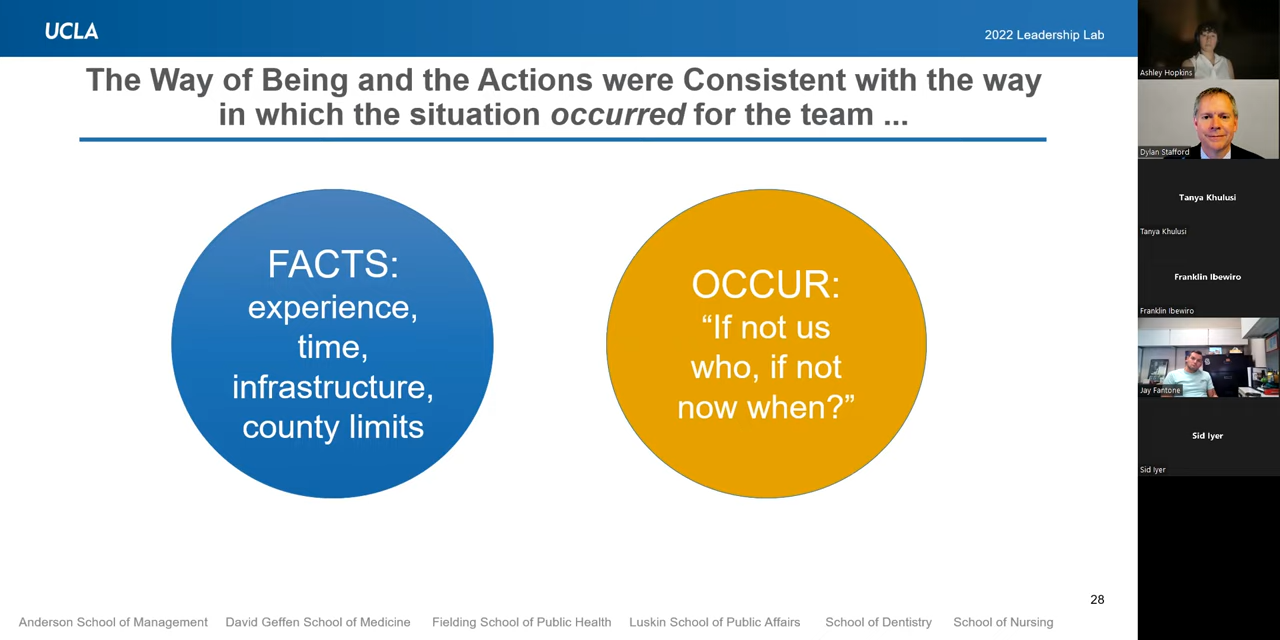 UCLA
2022 Leadership Lab
The Way of Being and the Actions were Consistent with the way
in which the situation occurred for the team ...
FACTS:
experience,
time,
infrastructure,
county limits
OCCUR:
“If not us
who, if not
now when?”
28
Anderson School of Management David Geffen School of Medicine Fielding School of Public Health Luskin School of Public Affairs School of Dentistry School of Nursing
Ashley Hopkins
Dylan Stafford
Tanya Khulusi
Tanya Khulusi
Franklin Ibewiro
Franklin Ibewiro
Jay Fantone
Sid Iyer
Sid Iyer